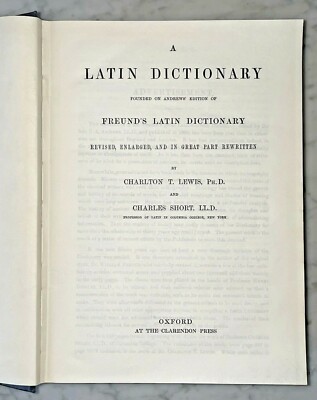 A
LATIN DICTIONARY
FOUNDED ON ANDREWS' EDITION OF
FREUND'S LATIN DICTIONARY
REVISED, ENLARGED, AND IN GREAT PART REWRITTEN
BY
CHARLTON T. LEWIS, PH.D.
AND
CHARLES SHORT, LL.D.
PROFESSOR OF LATIN IN COLUMBIA COLLEGE, NEW YORK
OXFORD
AT THE CLARENDON PRESS